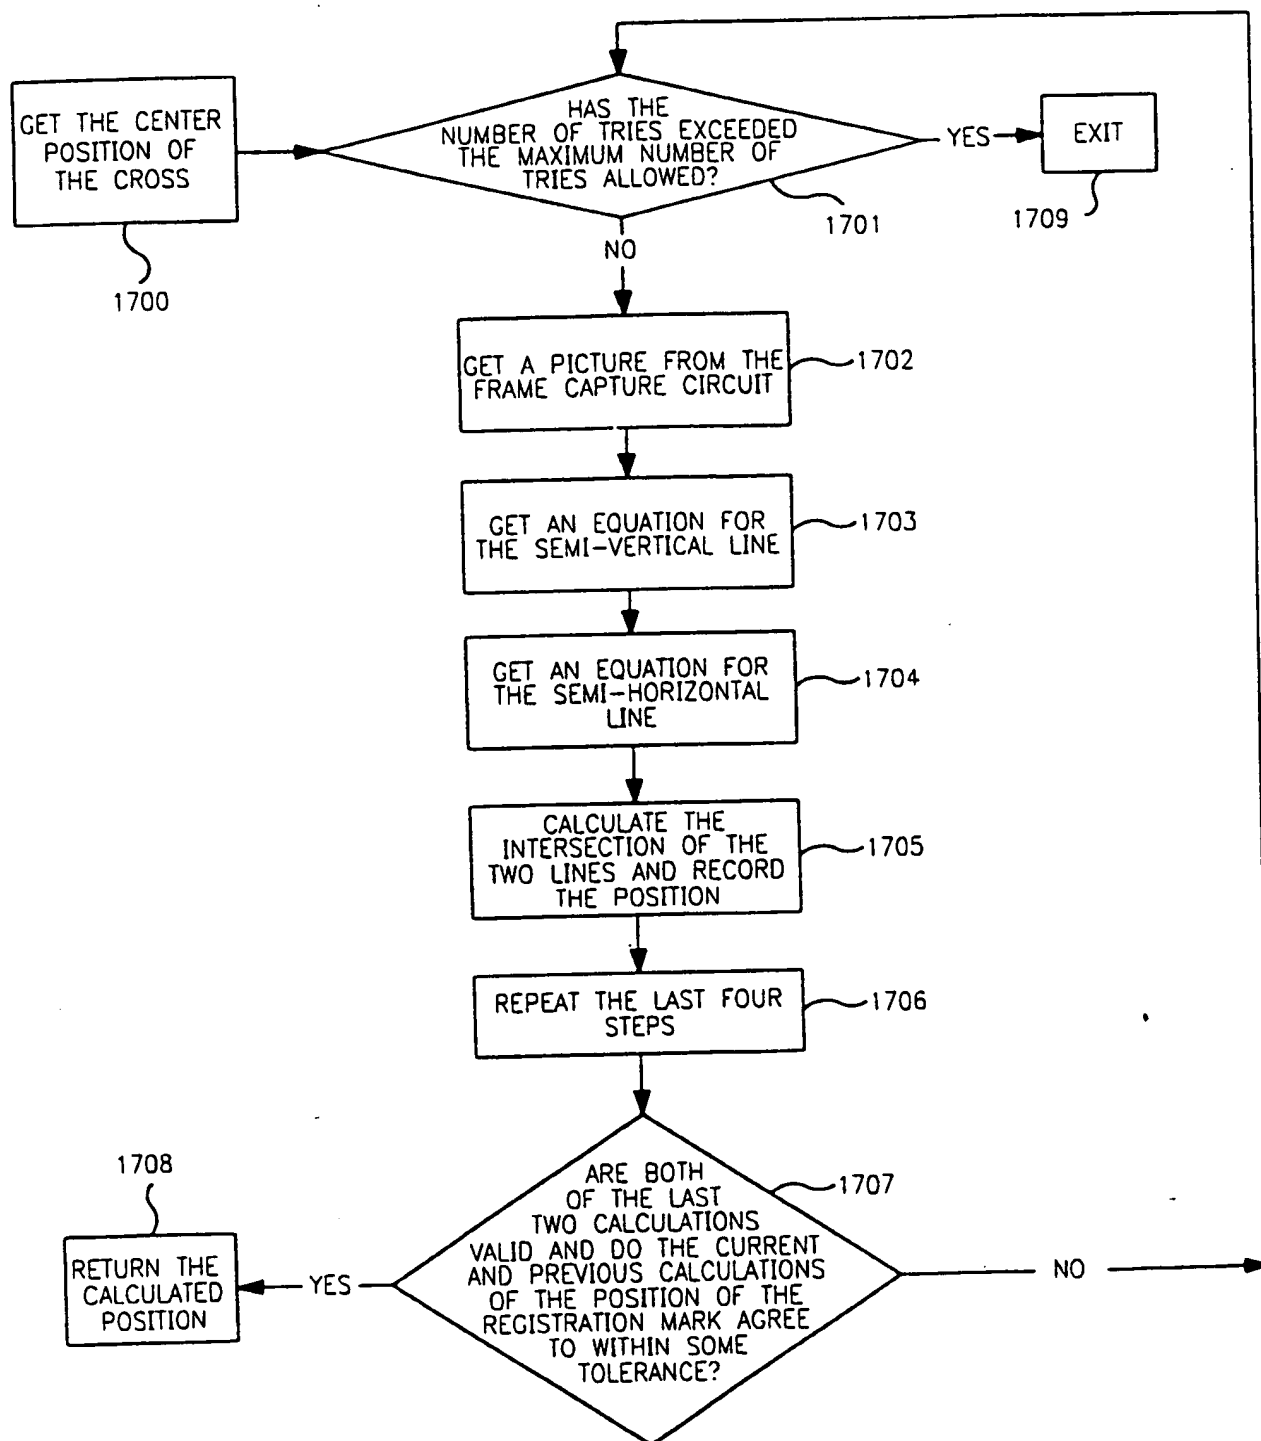 GET THE CENTER
POSITION OF
THE CROSS
1700
HAS THE
NUMBER OF TRIES EXCEEDED
THE MAXIMUM NUMBER OF
TRIES ALLOWED?
1701
YES
EXIT
1709
NO
GET A PICTURE FROM THE
FRAME CAPTURE CIRCUIT
1702
GET AN EQUATION FOR
THE SEMI-VERTICAL LINE
1703
GET AN EQUATION FOR
THE SEMI-HORIZONTAL
LINE
1704
CALCULATE THE
INTERSECTION OF THE
TWO LINES AND RECORD
THE POSITION
1705
REPEAT THE LAST FOUR
STEPS
1706
ARE BOTH
OF THE LAST
TWO CALCULATIONS
VALID AND DO THE CURRENT
AND PREVIOUS CALCULATIONS
OF THE POSITION OF THE
REGISTRATION MARK AGREE
TO WITHIN SOME
TOLERANCE?
1707
NO
YES
1708
RETURN THE
CALCULATED
POSITION